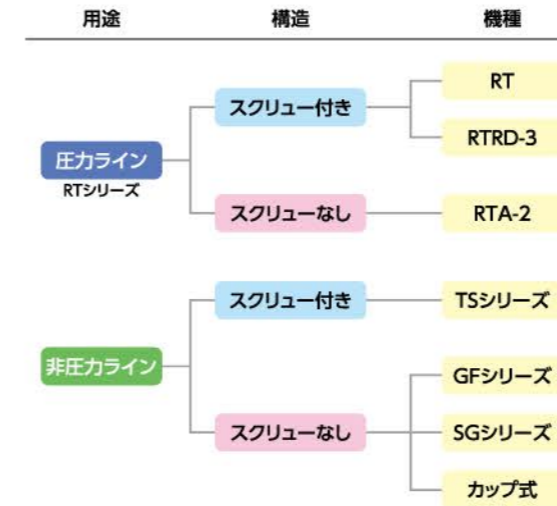 用途 構造 機種
スクリュー付き
RT
RTRD-3
圧力ライン
RTシリーズ
スクリューなし
RTA-2
スクリュー付き
TSシリーズ
非圧力ライン
スクリューなし
GFシリーズ
SGシリーズ
カップ式